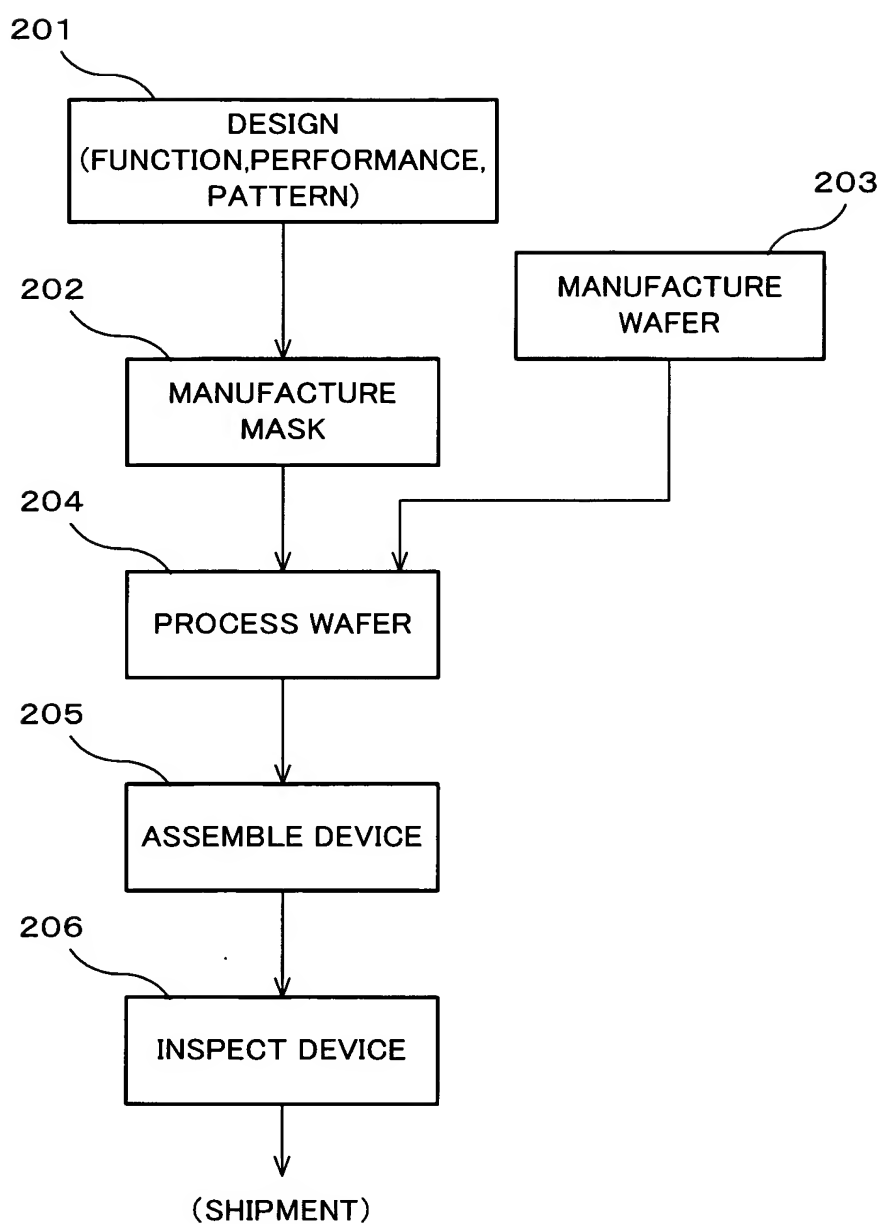 201
DESIGN
(FUNCTION,PERFORMANCE,
PATTERN)
203
MANUFACTURE
WAFER
202
MANUFACTURE
MASK
204
PROCESS WAFER
205
ASSEMBLE DEVICE
206
INSPECT DEVICE
(SHIPMENT)